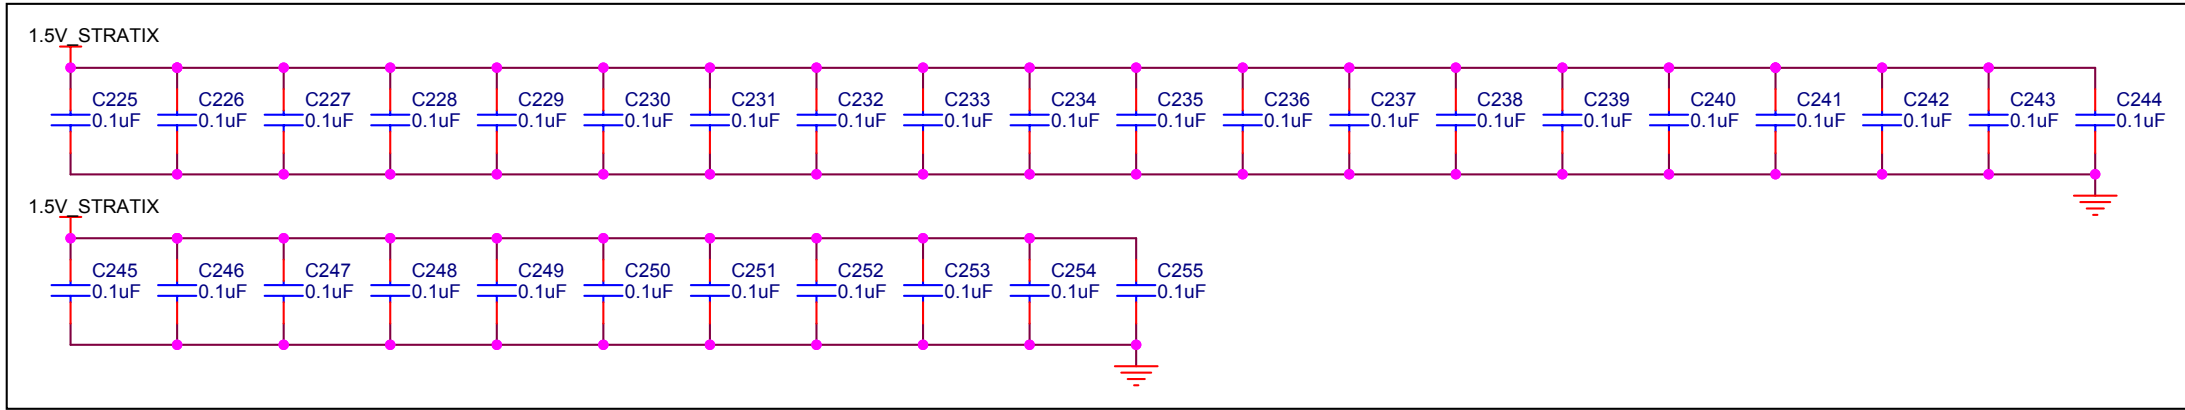 1.5V_STRATIX
C225 C226 C227 C228 C229 C230 C231 C232 C233 C234 C235 C236 C237 C238 C239 C240 C241 C242 C243 C244
0.1uF 0.1uF 0.1uF 0.1uF 0.1uF 0.1uF 0.1uF 0.1uF 0.1uF 0.1uF 0.1uF 0.1uF 0.1uF 0.1uF 0.1uF 0.1uF 0.1uF 0.1uF 0.1uF 0.1uF
1.5V_STRATIX
C245 C246 C247 C248 C249 C250 C251 C252 C253 C254 C255
0.1uF 0.1uF 0.1uF 0.1uF 0.1uF 0.1uF 0.1uF 0.1uF 0.1uF 0.1uF 0.1uF